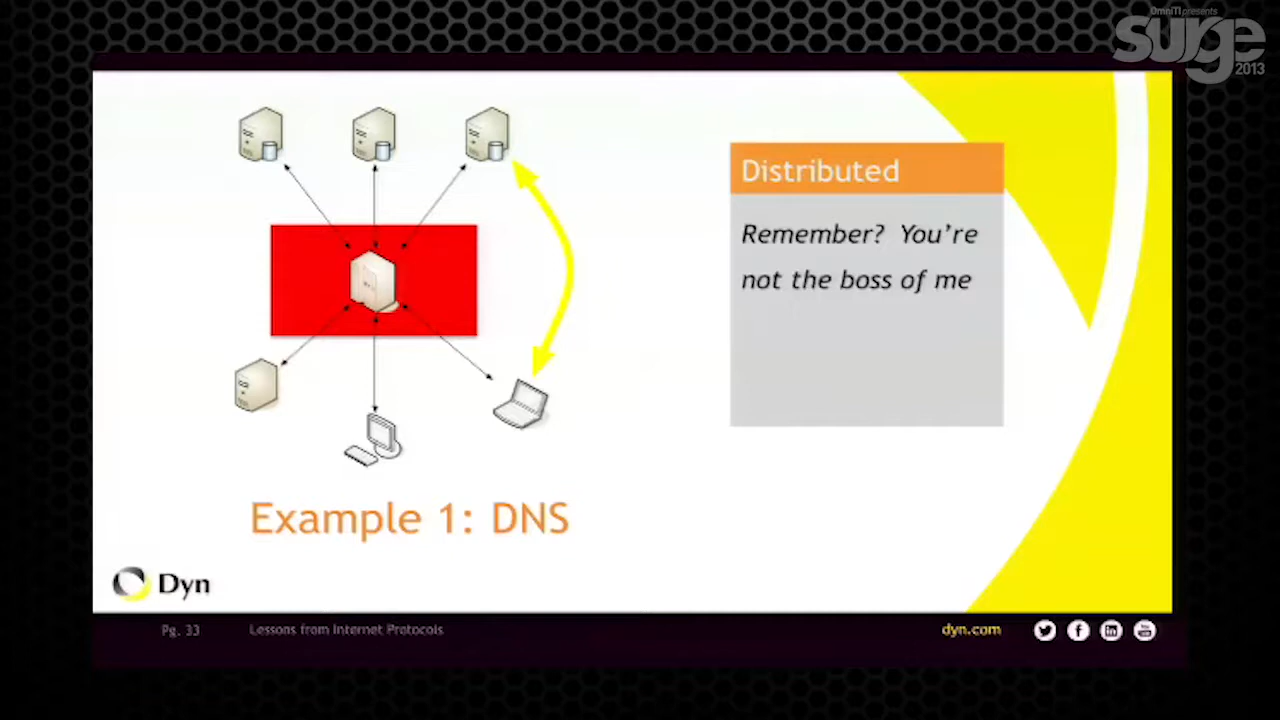 OmniTI presents
surge
2013
Distributed
Remember? You're
not the boss of me
Example 1: DNS
Dyn
Pg. 33
Lessons from Internet Protocols
dyn.com